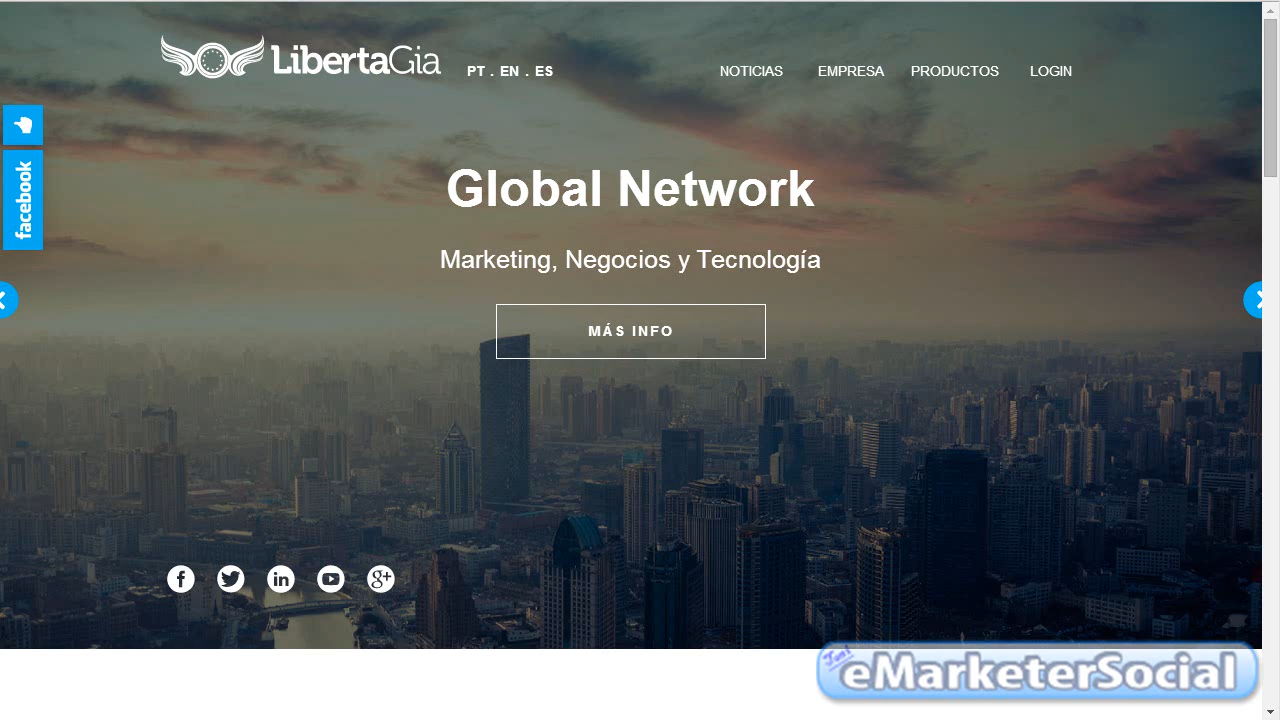 LibertaGia
PT . EN . ES
NOTICIAS
EMPRESA
PRODUCTOS
LOGIN
facebook
Global Network
Marketing, Negocios y Tecnología
MÁS INFO
eMarketerSocial